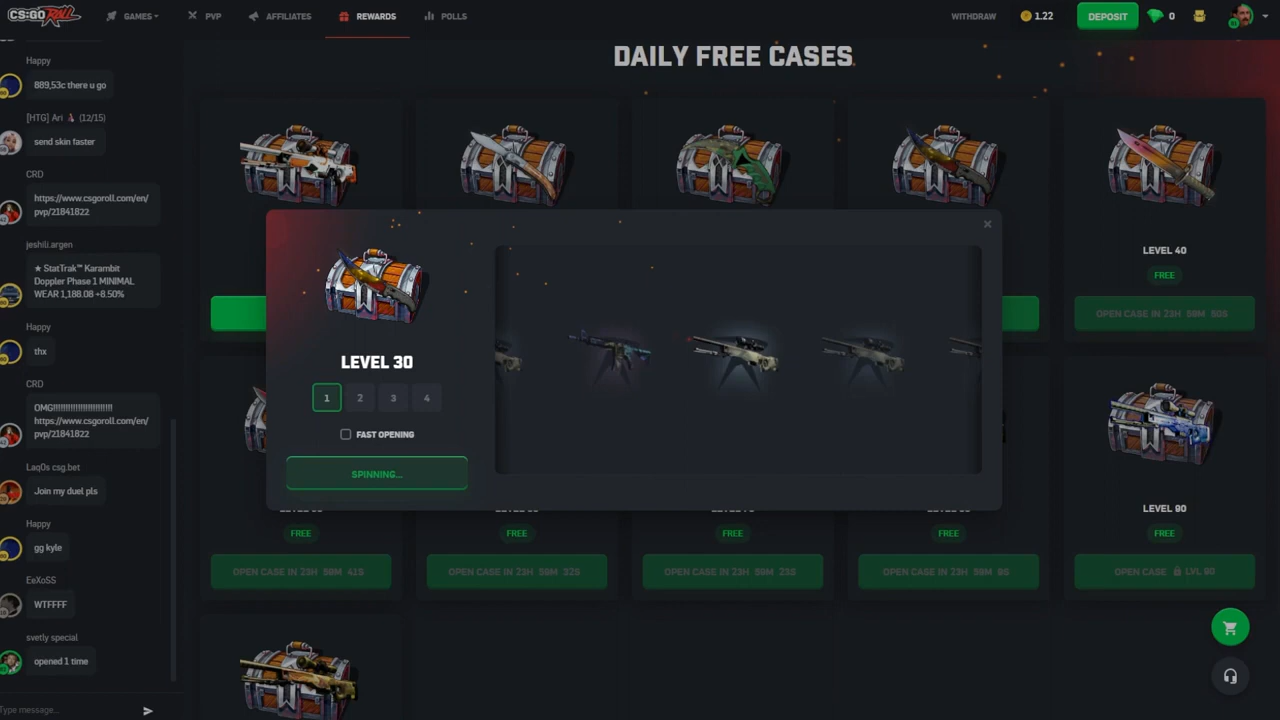 CS:GO ROLL
GAMES
PVP
AFFILIATES
REWARDS
POLLS
WITHDRAW
1.22
DEPOSIT
0
DAILY FREE CASES
Happy
889,53c there u go
[HTG] Ari (12/15)
send skin faster
CRD
https://www.csgoroll.com/en/
pvp/21841822
jeshili.argen
★ StatTrak™ Karambit
Doppler Phase 1 MINIMAL
WEAR 1,188.08 +8.50%
Happy
thx
CRD
OMG!!!!!!!!!!!!!!!!!!!!!!!!
https://www.csgoroll.com/en/
pvp/21841822
Laq0s csg.bet
Join my duel pls
Happy
gg kyle
EeXoSS
WTFFFF
svetly special
opened 1 time
Type message...
LEVEL 40
FREE
OPEN CASE IN 23H
LEVEL 30
1
2
3
4
FAST OPENING
SPINNING...
×
FREE
OPEN CASE IN 23H 59M 41S
FREE
OPEN CASE IN 23H 59M 32S
FREE
OPEN CASE IN 23H 59M 23S
FREE
OPEN CASE IN 23H 59M 9S
LEVEL 90
FREE
OPEN CASE LVL 90